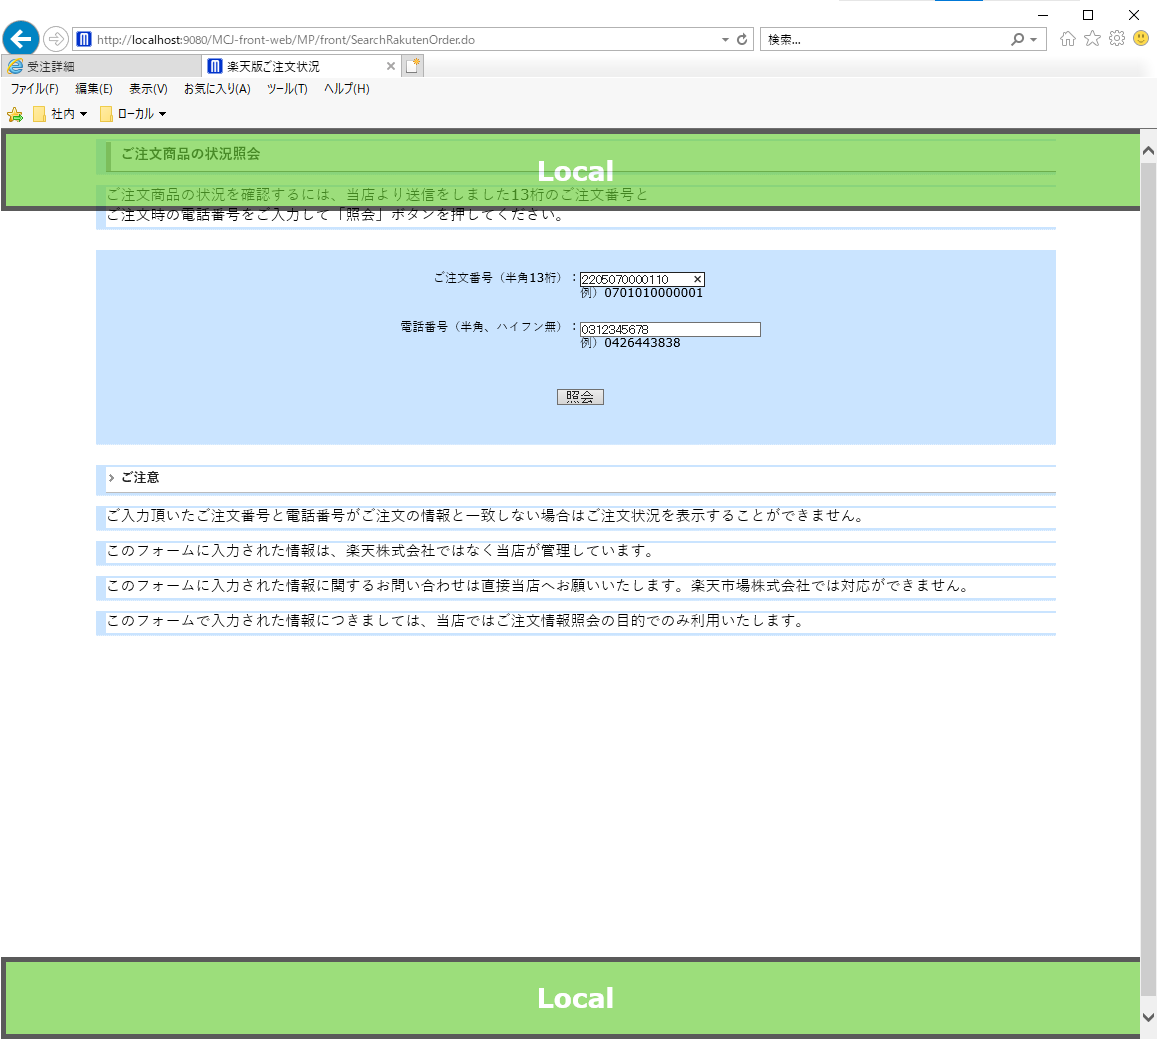 http://localhost:9080/MCJ-front-web/MP/front/SearchRakutenOrder.do
検索...
受注詳細
楽天版ご注文状況
ファイル(F) 編集(E) 表示(V) お気に入り(A) ツール(T) ヘルプ(H)
社内 ローカル
ご注文商品の状況照会
Local
ご注文商品の状況を確認するには、当店より送信をしました13桁のご注文番号と
ご注文時の電話番号をご入力して「照会」ボタンを押してください。
ご注文番号（半角13桁）：2205070000110
例）0701010000001
電話番号（半角、ハイフン無）：0312345678
例）0426443838
照会
ご注意
ご入力頂いたご注文番号と電話番号がご注文の情報と一致しない場合はご注文状況を表示することができません。
このフォームに入力された情報は、楽天株式会社ではなく当店が管理しています。
このフォームに入力された情報に関するお問い合わせは直接当店へお願いいたします。楽天市場株式会社では対応ができません。
このフォームで入力された情報につきましては、当店ではご注文情報照会の目的でのみ利用いたします。
Local